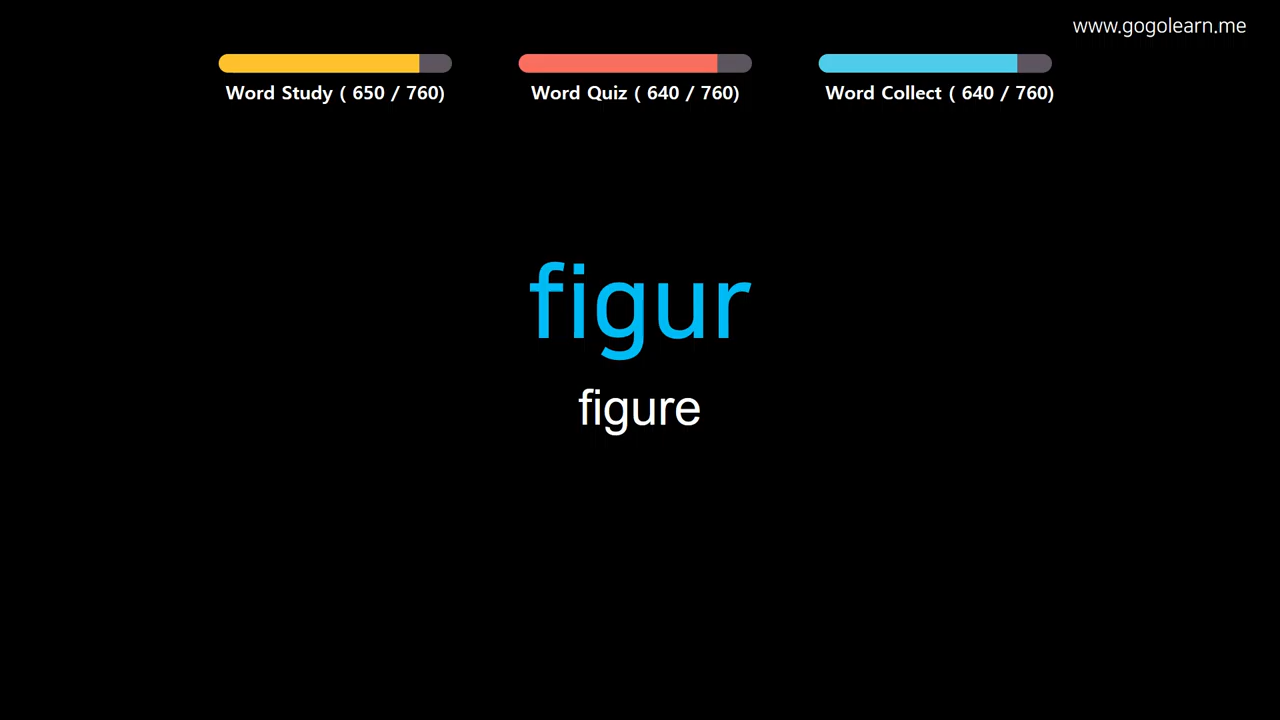 www.gogolearn.me
Word Study ( 650 / 760)
Word Quiz ( 640 / 760)
Word Collect ( 640 / 760)
figur
figure